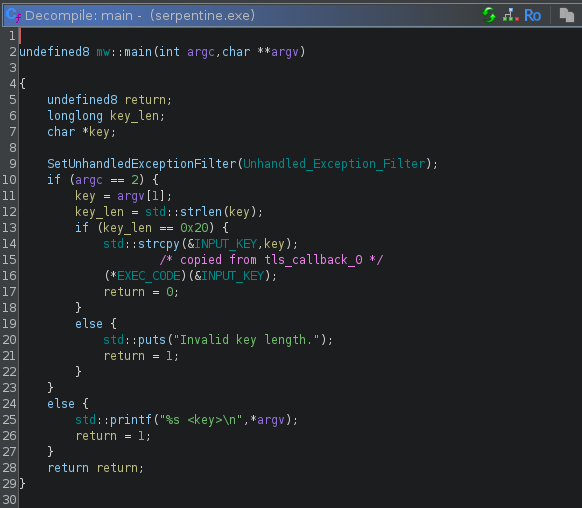 Decompile: main - (serpentine.exe)
Ro
1
2 undefined8 mw::main(int argc,char **argv)
3
4 {
5     undefined8 return;
6     longlong key_len;
7     char *key;
8
9     SetUnhandledExceptionFilter(Unhandled_Exception_Filter);
10     if (argc == 2) {
11         key = argv[1];
12         key_len = std::strlen(key);
13         if (key_len == 0x20) {
14             std::strcpy(&INPUT_KEY,key);
15                     /* copied from tls_callback_0 */
16             (*EXEC_CODE)(&INPUT_KEY);
17             return = 0;
18         }
19         else {
20             std::puts("Invalid key length.");
21             return = 1;
22         }
23     }
24     else {
25         std::printf("%s <key>\n",*argv);
26         return = 1;
27     }
28     return return;
29 }
30